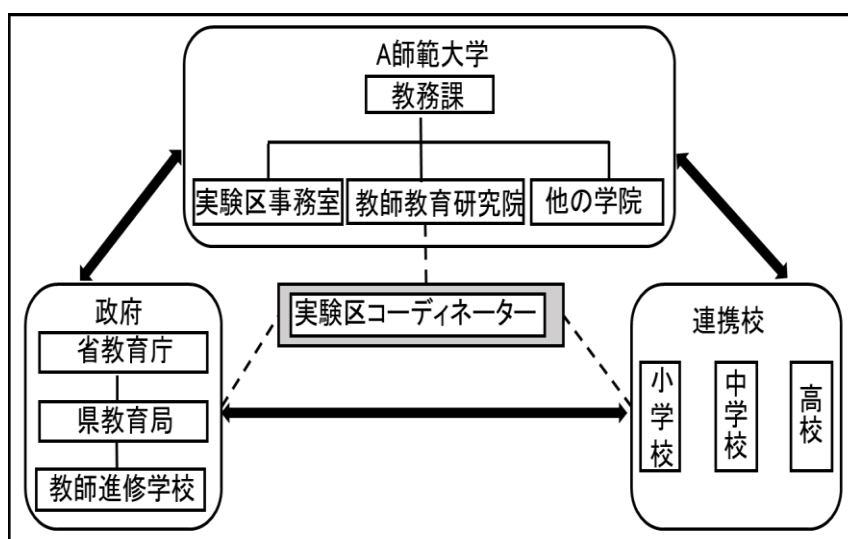 A師範大学
教務課
実験区事務室
教師教育研究院
他の学院
政府
省教育庁
県教育局
教師進修学校
実験区コーディネーター
連携校
小学校
中学校
高校